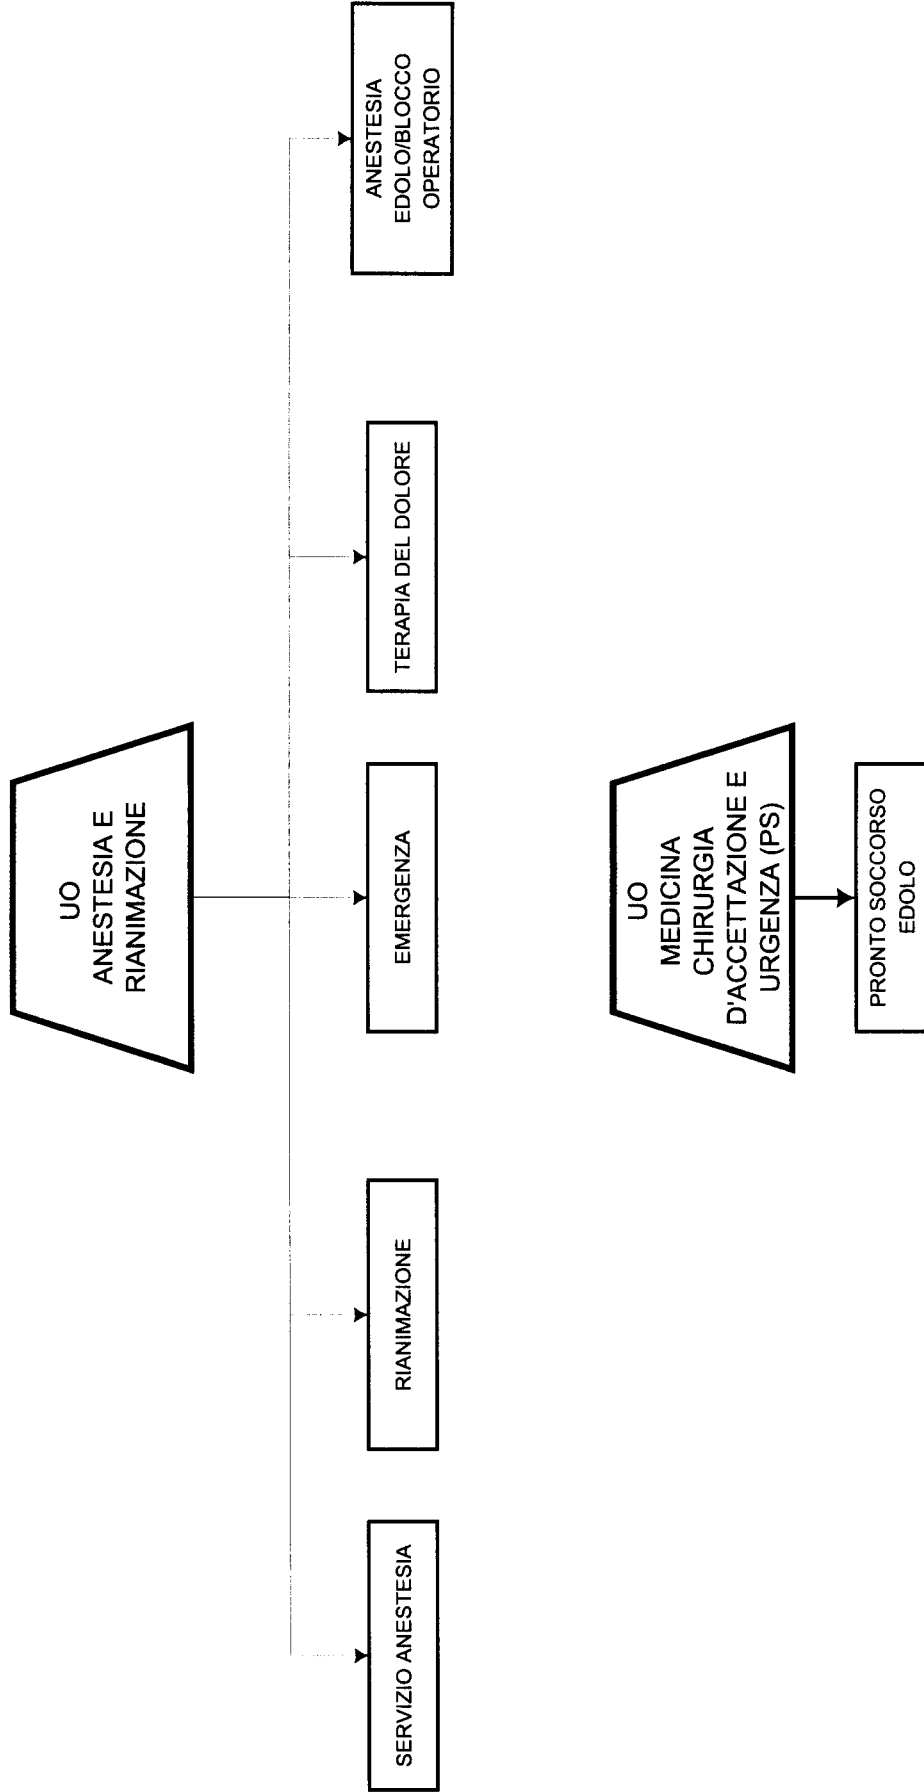 UO
ANESTESIA E
RIANIMAZIONE
SERVIZIO ANESTESIA
RIANIMAZIONE
EMERGENZA
TERAPIA DEL DOLORE
ANESTESIA
EDOLO/BLOCCO
OPERATORIO
UO
MEDICINA
CHIRURGIA
D'ACCETTAZIONE E
URGENZA (PS)
PRONTO SOCCORSO
EDOLO